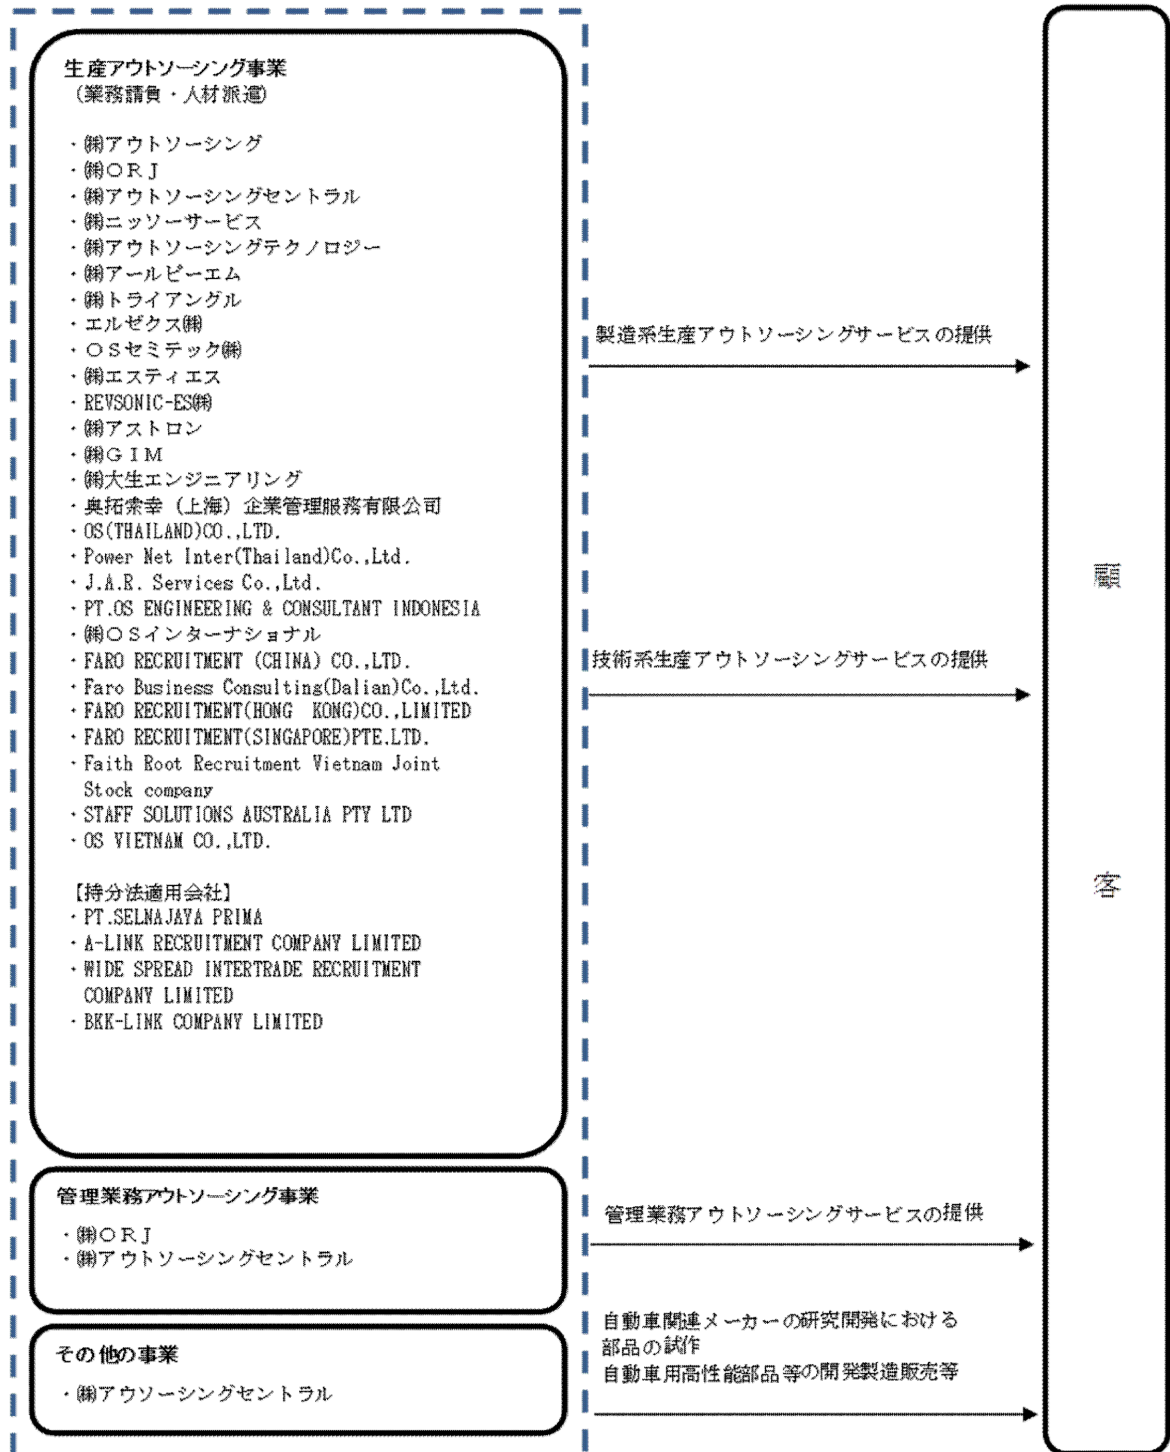 生産アウトソーシング事業
（業務請負・人材派遣）
・㈱アウトソーシング
・㈱ＯＲＪ
・㈱アウトソーシングセントラル
・㈱ニッソーサービス
・㈱アウトソーシングテクノロジー
・㈱アールピーエム
・㈱トライアングル
・エルゼクス㈱
・ＯＳセミテック㈱
・㈱エスティエス
・REVSONIC-ES㈱
・㈱アストロン
・㈱ＧＩＭ
・㈱大生エンジニアリング
・奥拓索幸（上海）企業管理服務有限公司
・OS(THAILAND)CO.,LTD.
・Power Net Inter(Thailand)Co.,Ltd.
・J.A.R. Services Co.,Ltd.
・PT.OS ENGINEERING & CONSULTANT INDONESIA
・㈱ＯＳインターナショナル
・FARO RECRUITMENT (CHINA) CO.,LTD.
・Faro Business Consulting(Dalian)Co.,Ltd.
・FARO RECRUITMENT(HONG KONG)CO.,LIMITED
・FARO RECRUITMENT(SINGAPORE)PTE.LTD.
・Faith Root Recruitment Vietnam Joint
Stock company
・STAFF SOLUTIONS AUSTRALIA PTY LTD
・OS VIETNAM CO.,LTD.
【持分法適用会社】
・PT.SELNAJAYA PRIMA
・A-LINK RECRUITMENT COMPANY LIMITED
・WIDE SPREAD INTERTRADE RECRUITMENT
COMPANY LIMITED
・BKK-LINK COMPANY LIMITED
製造系生産アウトソーシングサービスの提供
技術系生産アウトソーシングサービスの提供
管理業務アウトソーシング事業
・㈱ＯＲＪ
・㈱アウトソーシングセントラル
管理業務アウトソーシングサービスの提供
その他の事業
・㈱アウソーシングセントラル
自動車関連メーカーの研究開発における
部品の試作
自動車用高性能部品等の開発製造販売等
顧
客